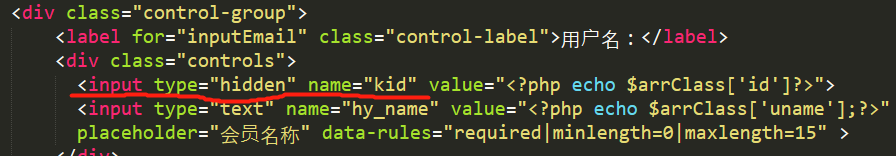 <div class="control-group">
<label for="inputEmail" class="control-label">用户名：</label>
<div class="controls">
<input type="hidden" name="kid" value="<?php echo $arrClass['id']?>">
<input type="text" name="hy_name" value="<?php echo $arrClass['uname'];?>"
placeholder="会员名称" data-rules="required|minlength=0|maxlength=15" >
</div>